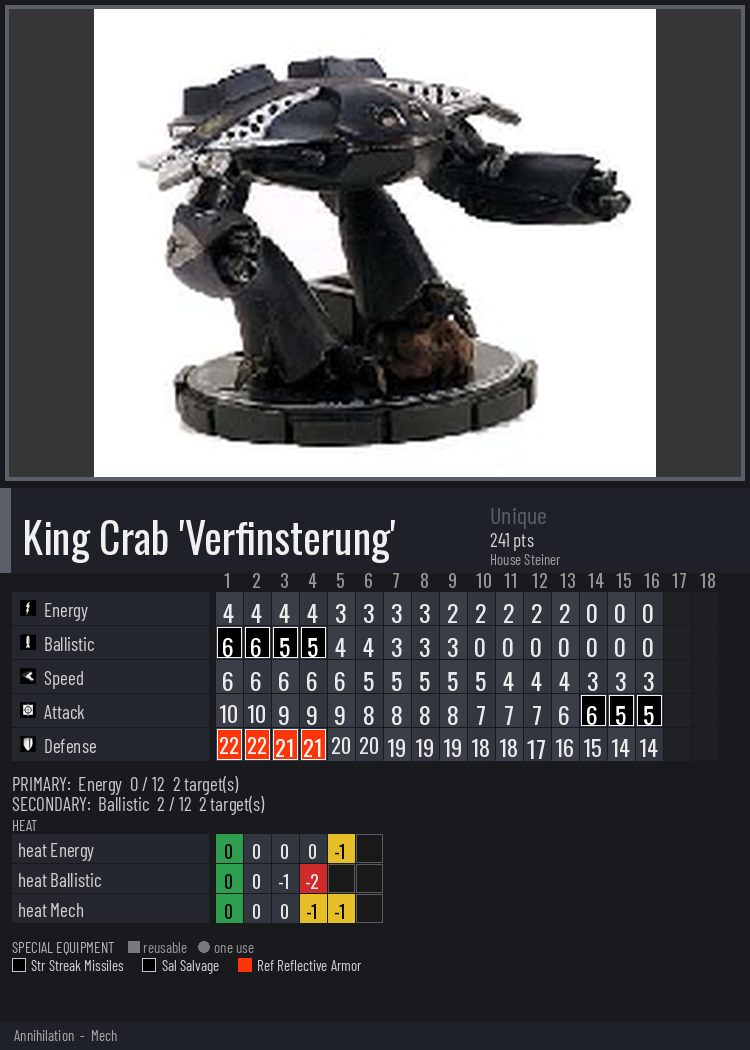 King Crab 'Verfinsterung'
Unique
241 pts
House Steiner
1 2 3 4 5 6 7 8 9 10 11 12 13 14 15 16 17 18
Energy 4 4 4 4 3 3 3 3 2 2 2 2 2 0 0 0
Ballistic 6 6 5 5 4 4 3 3 3 0 0 0 0 0 0 0
Speed 6 6 6 6 6 5 5 5 5 5 4 4 4 3 3 3
Attack 10 10 9 9 9 8 8 8 8 7 7 7 6 6 5 5
Defense 22 22 21 21 20 20 19 19 19 18 18 17 16 15 14 14
PRIMARY: Energy 0 / 12 2 target(s)
SECONDARY: Ballistic 2 / 12 2 target(s)
HEAT
heat Energy 0 0 0 0 -1
heat Ballistic 0 0 -1 -2
heat Mech 0 0 0 -1 -1
SPECIAL EQUIPMENT reusable one use
Str Streak Missiles Sal Salvage Ref Reflective Armor
Annihilation - Mech